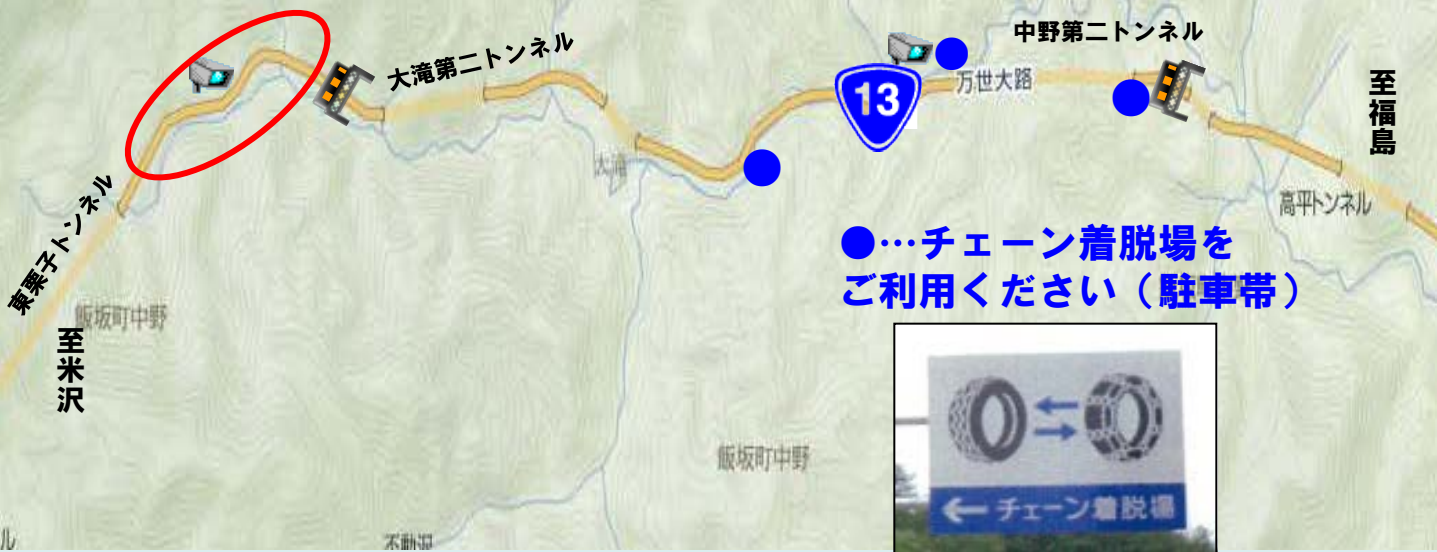 中野第二トンネル
大滝第二トンネル
万世大路
13
至福島
大滝
東栗子トンネル
高平トンネル
●…チェーン着脱場を
ご利用ください（駐車帯）
飯坂町中野
至米沢
飯坂町中野
←チェーン着脱場
不動沢
ル